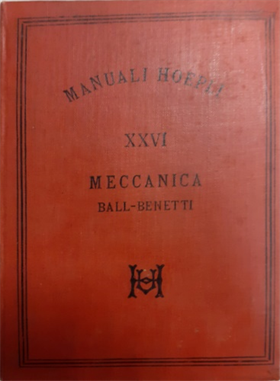 MANUALI HOEPLI
XXVI
MECCANICA
BALL-BENETTI